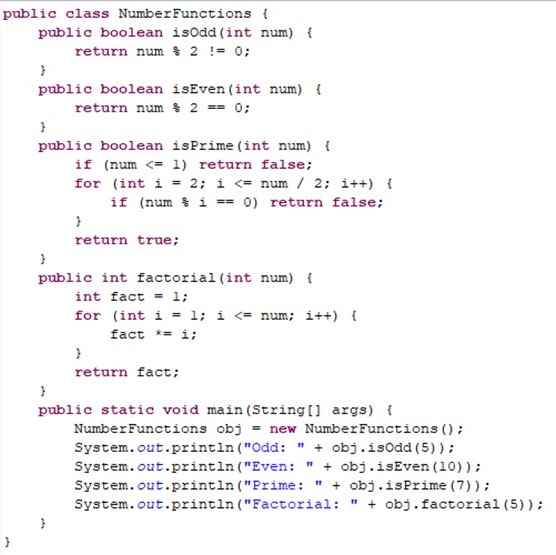 public class NumberFunctions {
    public boolean isOdd(int num) {
        return num % 2 != 0;
    }
    public boolean isEven(int num) {
        return num % 2 == 0;
    }
    public boolean isPrime(int num) {
        if (num <= 1) return false;
        for (int i = 2; i <= num / 2; i++) {
            if (num % i == 0) return false;
        }
        return true;
    }
    public int factorial(int num) {
        int fact = 1;
        for (int i = 1; i <= num; i++) {
            fact *= i;
        }
        return fact;
    }
    public static void main(String[] args) {
        NumberFunctions obj = new NumberFunctions();
        System.out.println("Odd: " + obj.isOdd(5));
        System.out.println("Even: " + obj.isEven(10));
        System.out.println("Prime: " + obj.isPrime(7));
        System.out.println("Factorial: " + obj.factorial(5));
    }
}